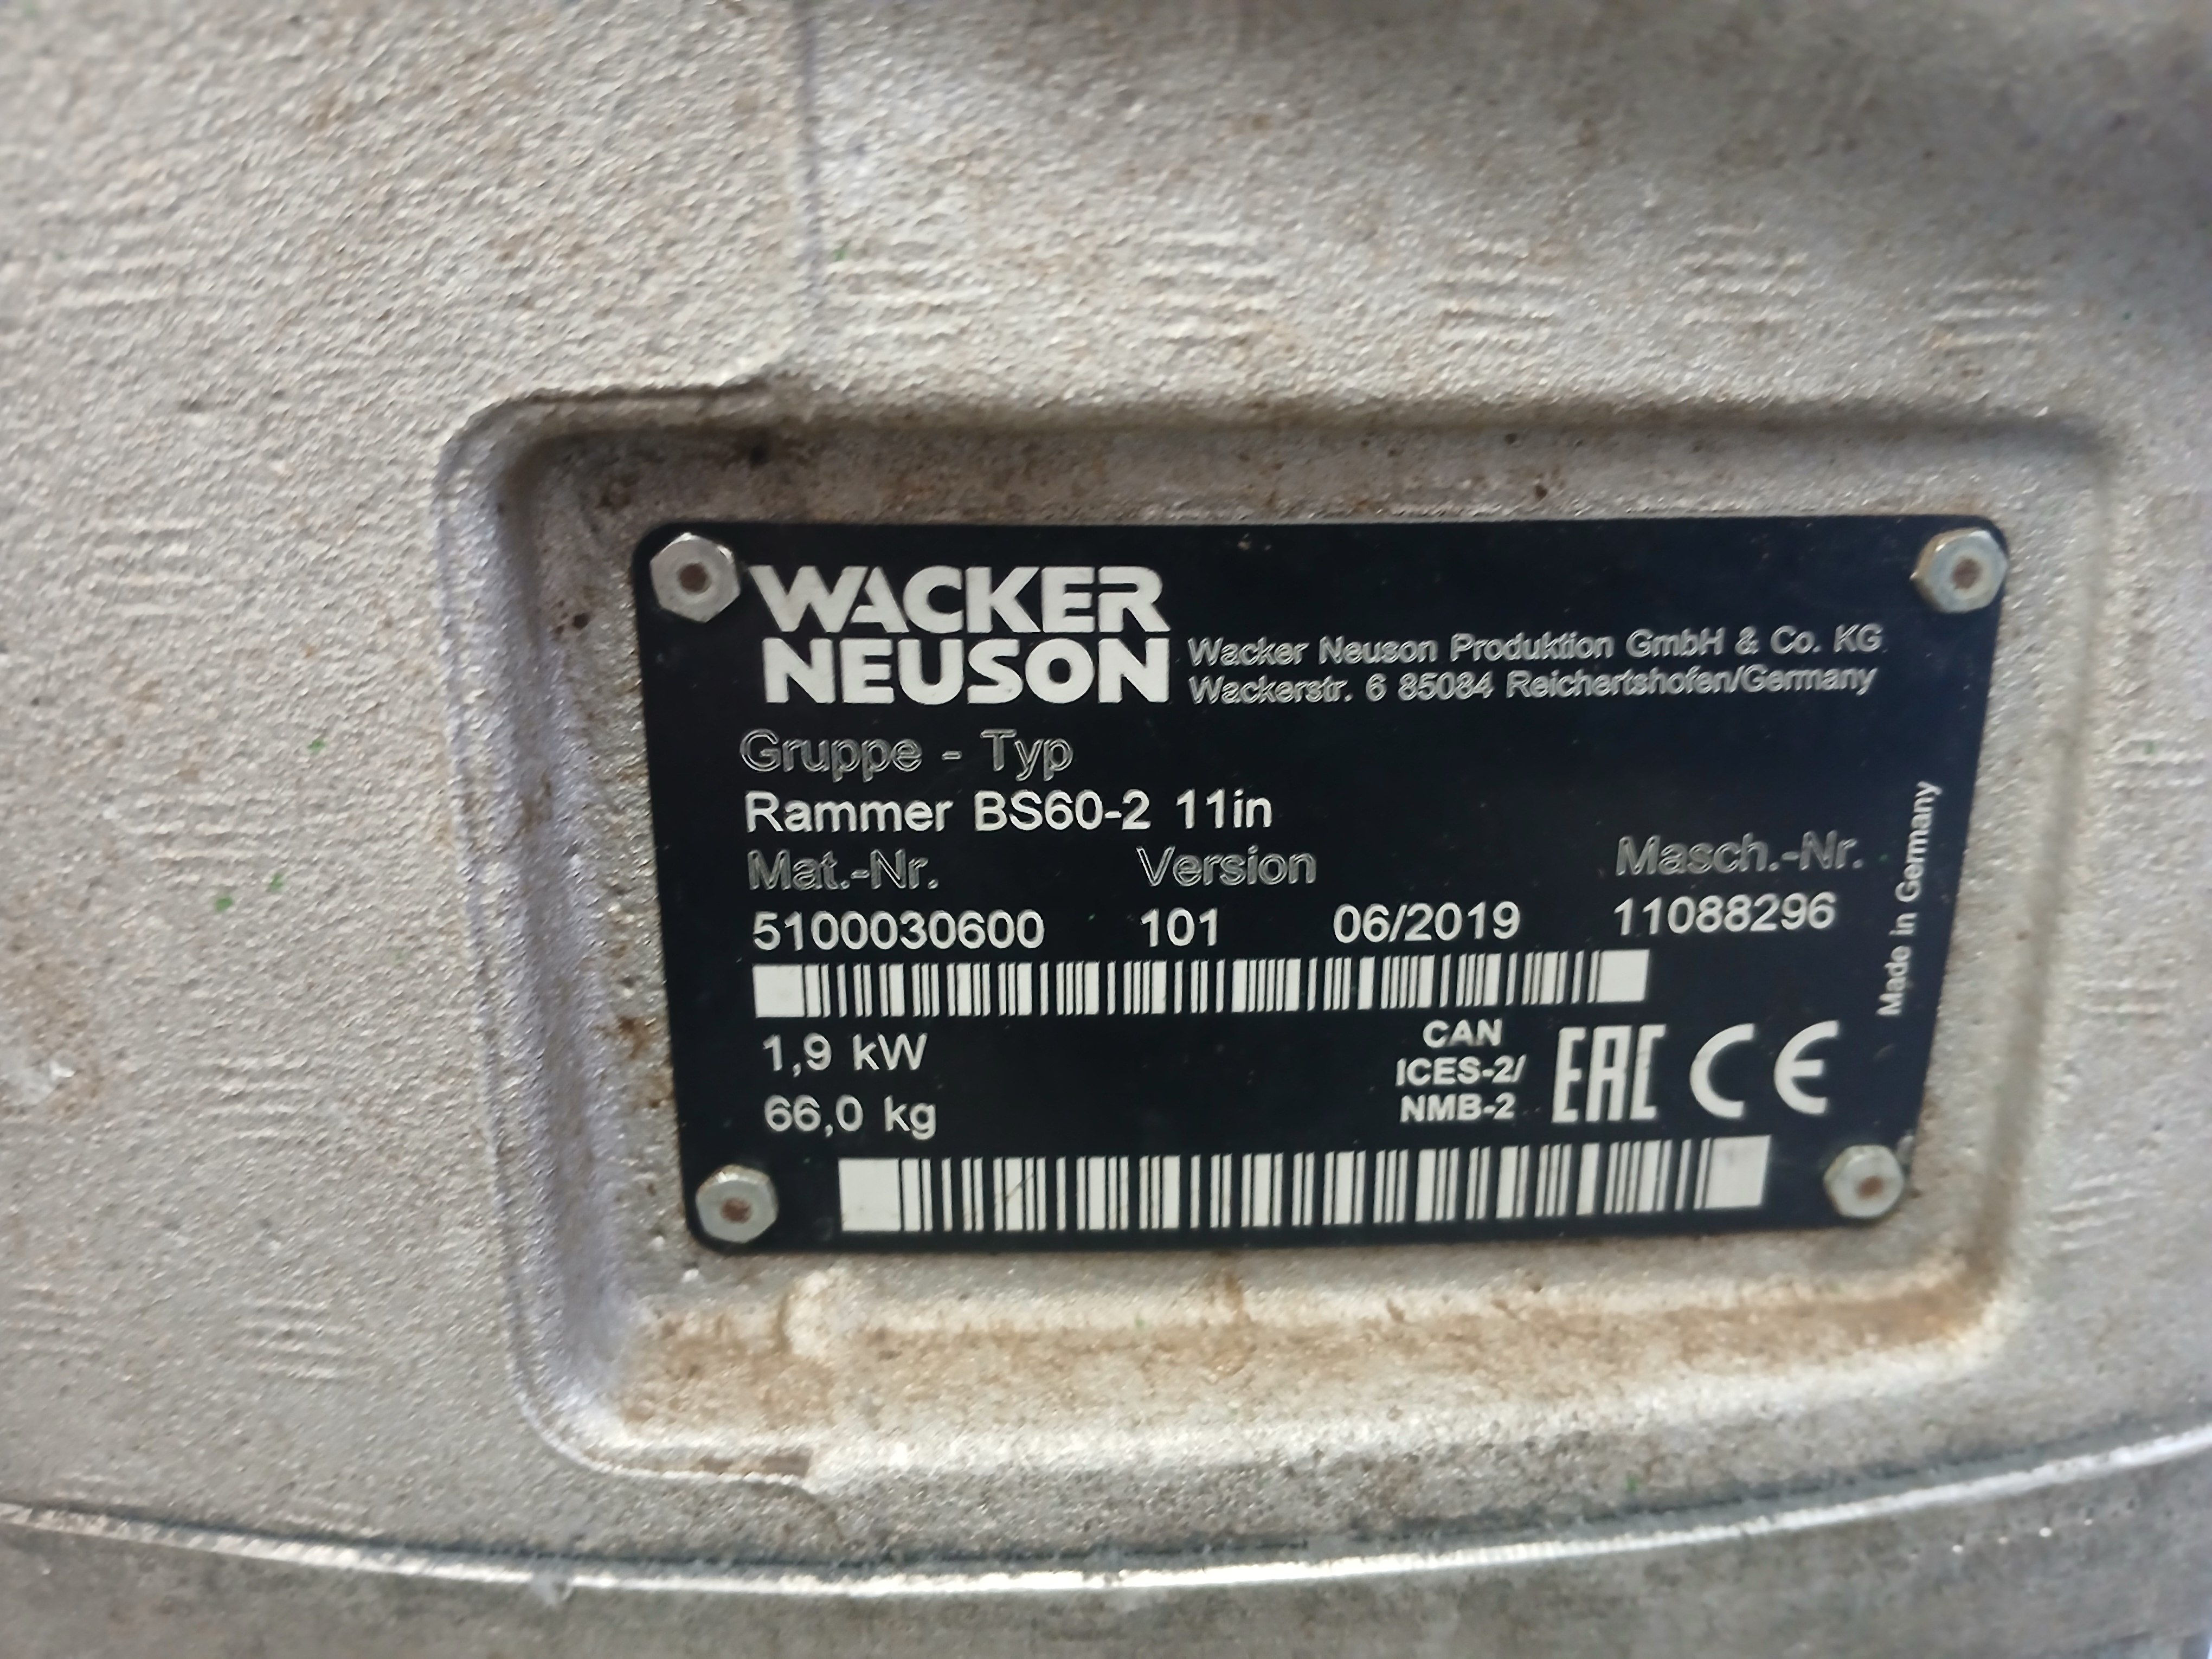 WACKER
NEUSON
Wacker Neuson Produktion GmbH & Co. KG
Wackerstr. 6 85084 Reichertshofen/Germany
Gruppe - Typ
Rammer BS60-2 11in
Mat.-Nr. Version Masch.-Nr.
5100030600 101 06/2019 11088296
Made in Germany
1,9 kW
66,0 kg
CAN
ICES-2/
NMB-2
EAC CE